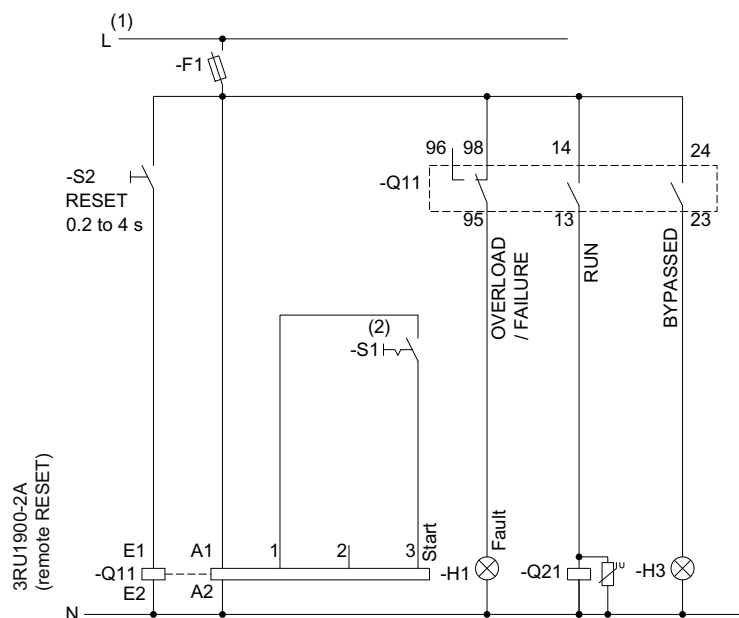 (1)
L
-F1
96
98
14
24
-S2
RESET
0.2 to 4 s
-Q11
95
13
23
OVERLOAD
/ FAILURE
RUN
BYPASSED
(2)
-S1
3RU1900-2A
(remote RESET)
E1
A1
1
2
3
Start
Fault
-Q11
-H1
-Q21
U
-H3
E2
A2
N